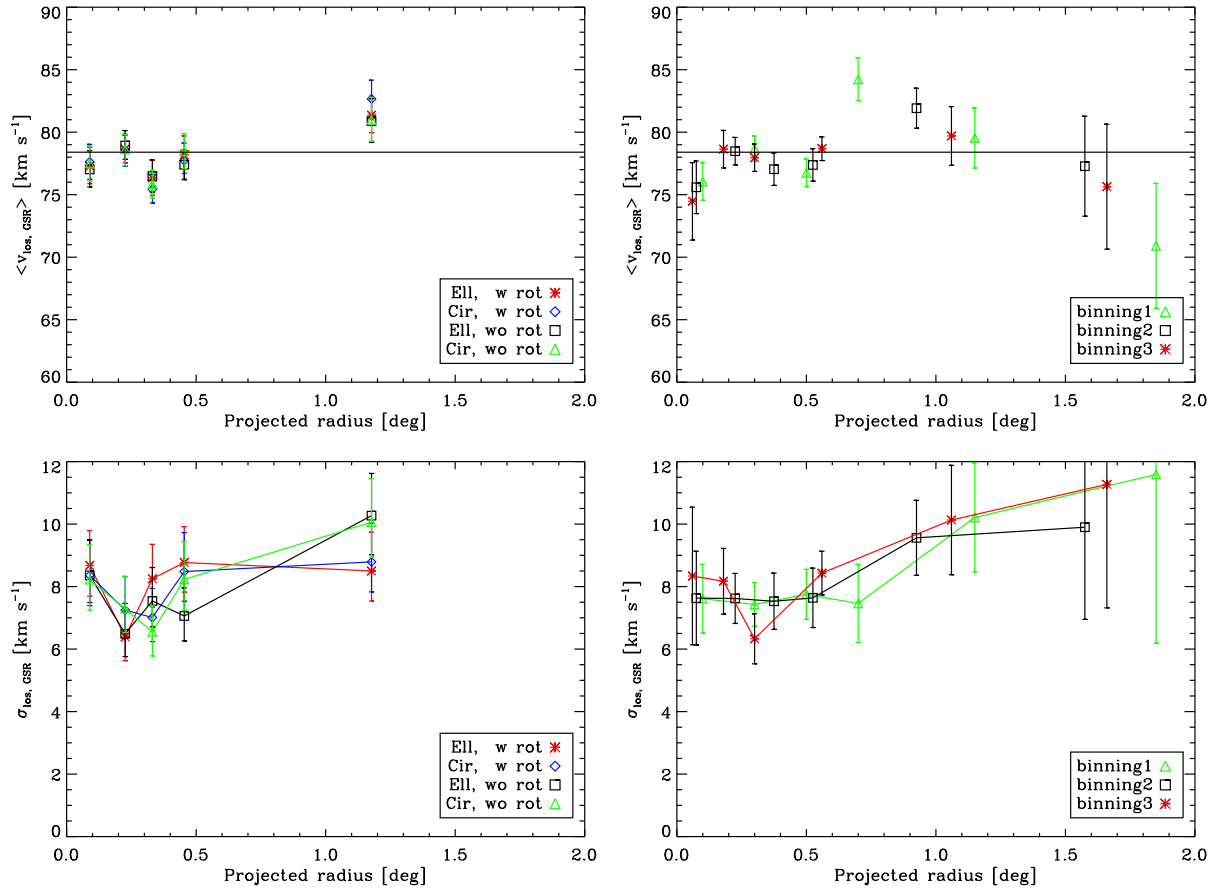 90
85
80
75
70
65
60
<v_los, GSR> [km s⁻¹]
Ell, w rot
Cir, w rot
Ell, wo rot
Cir, wo rot
0.0 0.5 1.0 1.5 2.0
Projected radius [deg]
90
85
80
75
70
65
60
<v_los, GSR> [km s⁻¹]
binning1
binning2
binning3
0.0 0.5 1.0 1.5 2.0
Projected radius [deg]
12
10
8
6
4
2
0
σ_los, GSR [km s⁻¹]
Ell, w rot
Cir, w rot
Ell, wo rot
Cir, wo rot
0.0 0.5 1.0 1.5 2.0
Projected radius [deg]
12
10
8
6
4
2
0
σ_los, GSR [km s⁻¹]
binning1
binning2
binning3
0.0 0.5 1.0 1.5 2.0
Projected radius [deg]